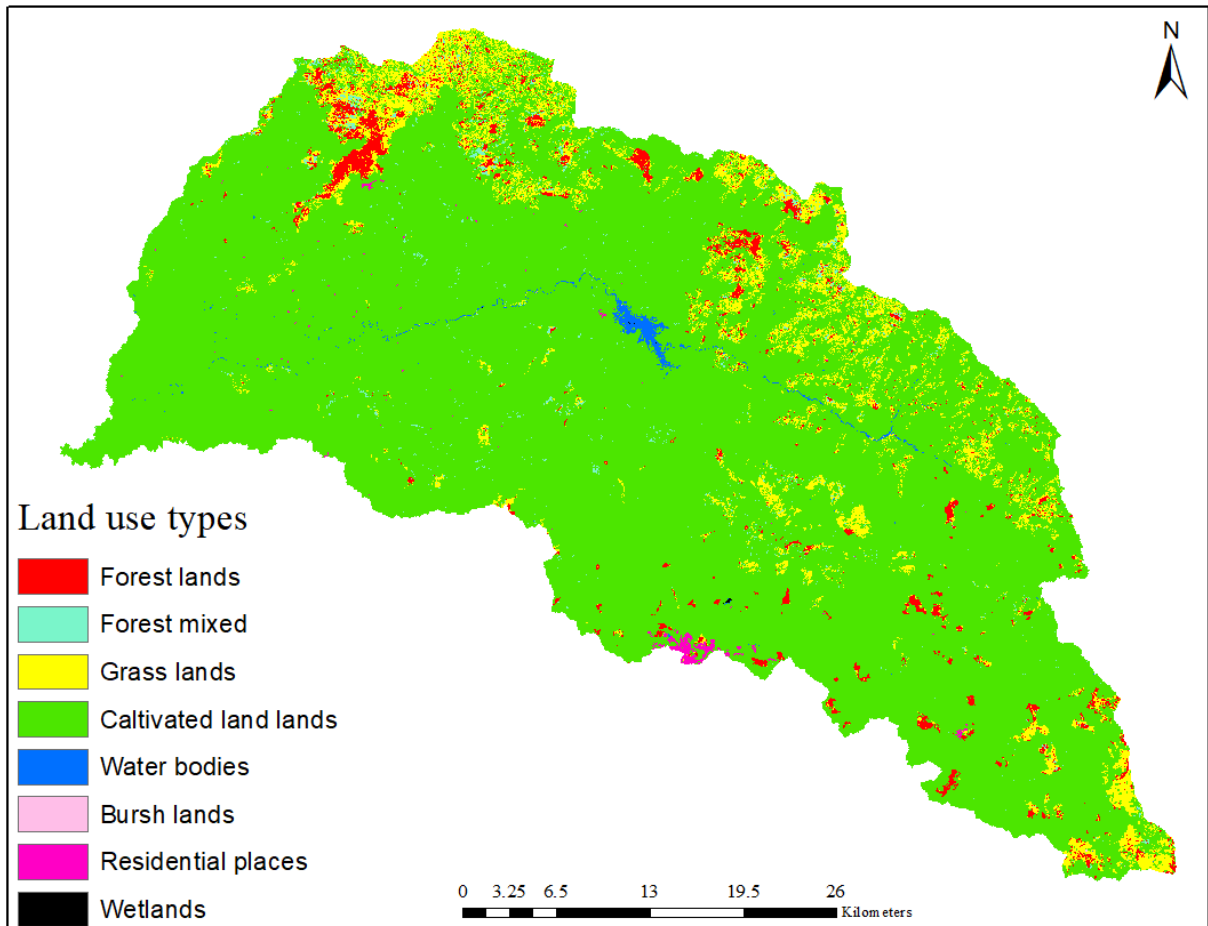 N
Land use types
Forest lands
Forest mixed
Grass lands
Caltivated land lands
Water bodies
Bursh lands
Residential places
Wetlands
0 3.25 6.5 13 19.5 26
Kilometers